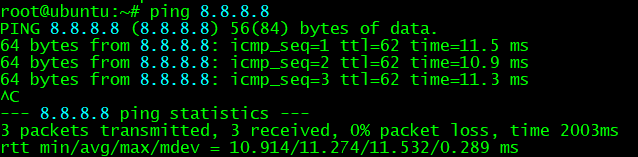 root@ubuntu:~# ping 8.8.8.8
PING 8.8.8.8 (8.8.8.8) 56(84) bytes of data.
64 bytes from 8.8.8.8: icmp_seq=1 ttl=62 time=11.5 ms
64 bytes from 8.8.8.8: icmp_seq=2 ttl=62 time=10.9 ms
64 bytes from 8.8.8.8: icmp_seq=3 ttl=62 time=11.3 ms
^C
--- 8.8.8.8 ping statistics ---
3 packets transmitted, 3 received, 0% packet loss, time 2003ms
rtt min/avg/max/mdev = 10.914/11.274/11.532/0.289 ms